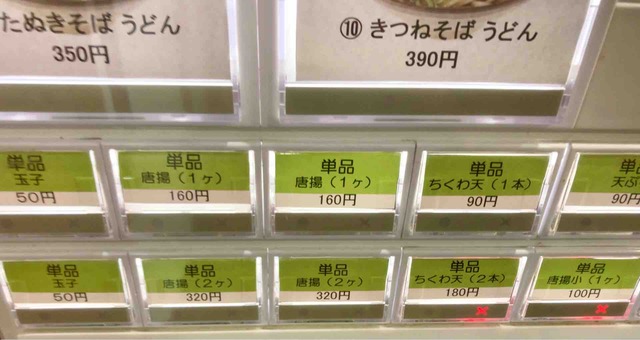 たぬきそば うどん
350円
⑩ きつねそば うどん
390円
単品
玉子
50円
単品
唐揚(1ヶ)
160円
単品
唐揚(1ヶ)
160円
単品
ちくわ天(1本)
90円
単
天ぷ
90円
単品
玉子
50円
単品
唐揚(2ヶ)
320円
単品
唐揚(2ヶ)
320円
単品
ちくわ天(2本)
180円
単品
唐揚小(1ヶ)
100円